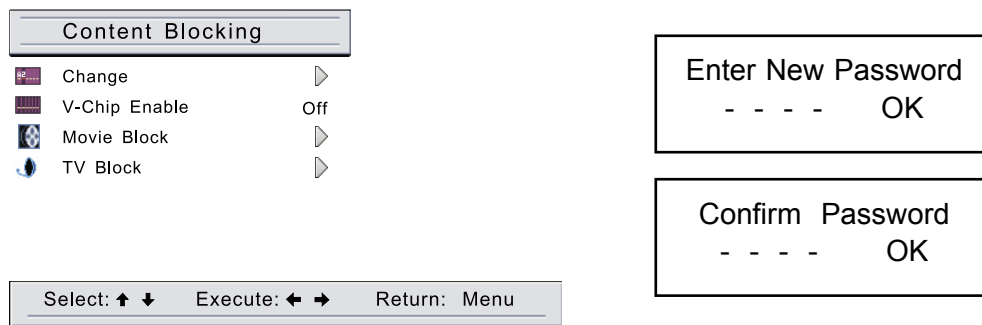 Content Blocking
Change
V-Chip Enable Off
Movie Block
TV Block
Select: ↑ ↓ Execute: ← → Return: Menu
Enter New Password
- - - - OK
Confirm Password
- - - - OK